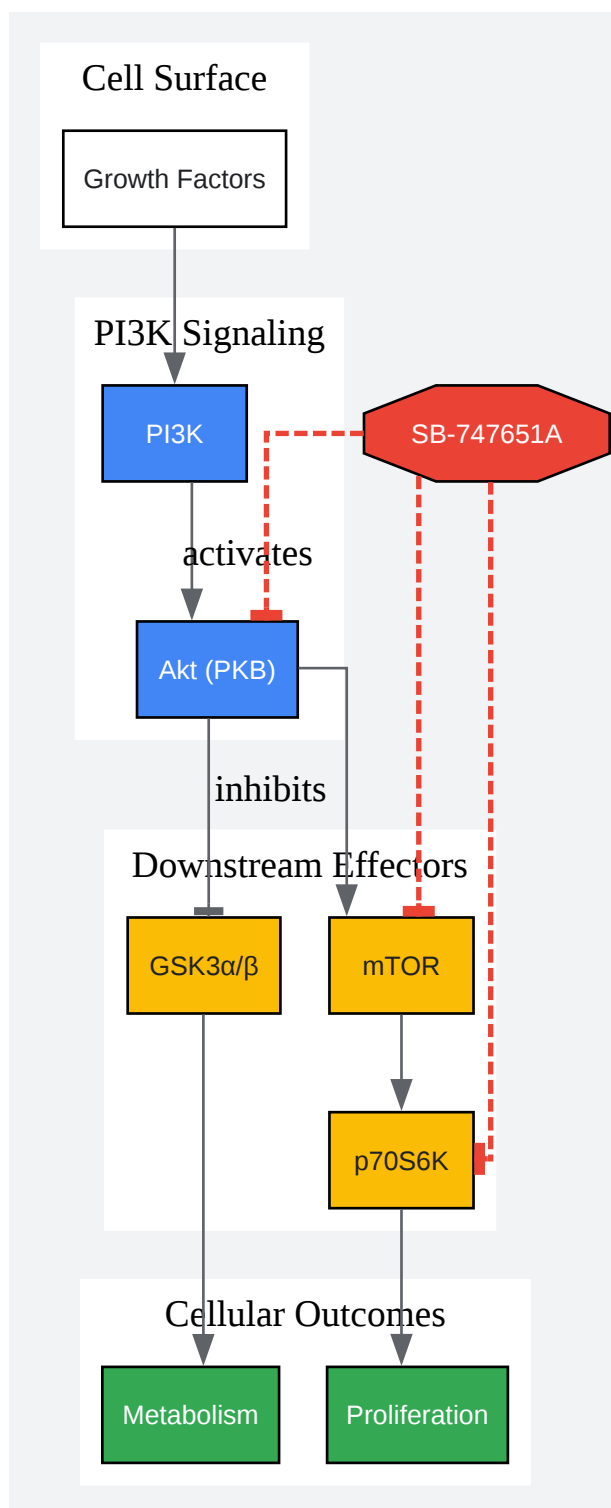 Cell Surface
Growth Factors
PI3K Signaling
PI3K
SB-747651A
activates
Akt (PKB)
inhibits
Downstream Effectors
GSK3α/β
mTOR
p70S6K
Cellular Outcomes
Metabolism
Proliferation